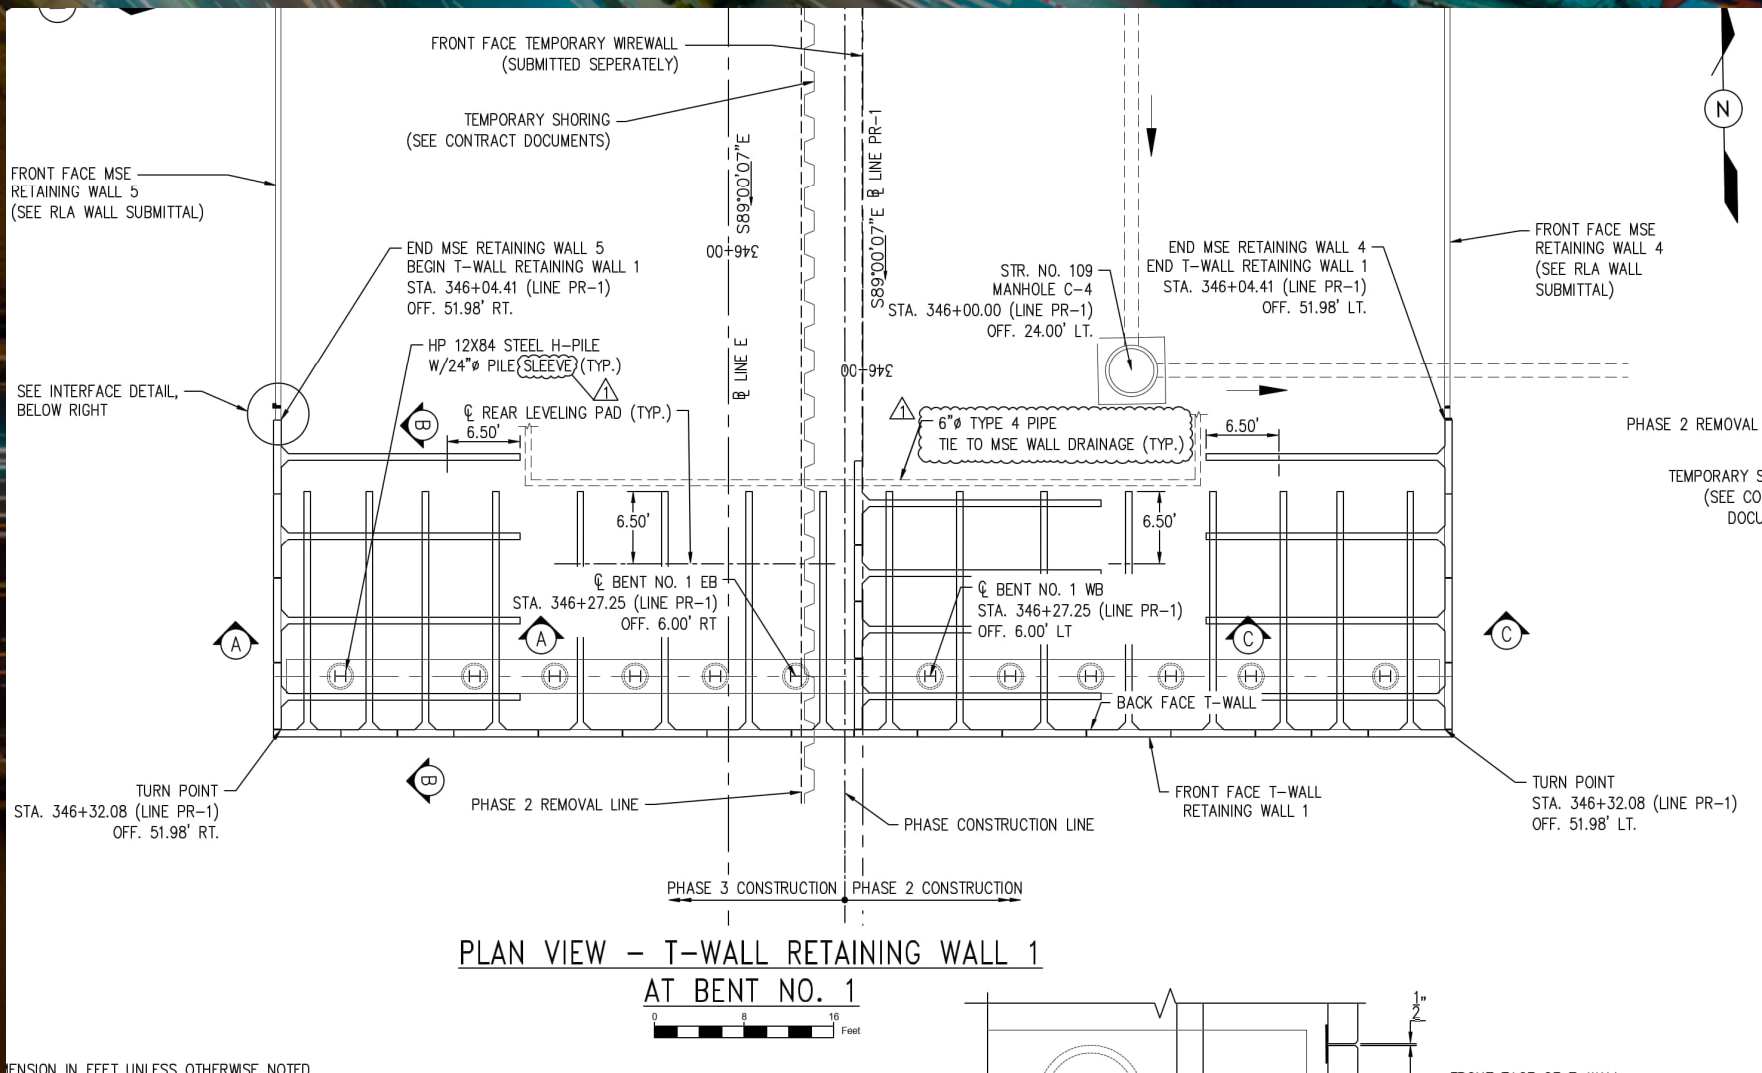 FRONT FACE TEMPORARY WIREWALL
(SUBMITTED SEPERATELY)
TEMPORARY SHORING
(SEE CONTRACT DOCUMENTS)
FRONT FACE MSE
RETAINING WALL 5
(SEE RLA WALL SUBMITTAL)
END MSE RETAINING WALL 5
BEGIN T-WALL RETAINING WALL 1
STA. 346+04.41 (LINE PR-1)
OFF. 51.98' RT.
HP 12X84 STEEL H-PILE
W/24"ø PILE SLEEVE (TYP.)
1
SEE INTERFACE DETAIL,
BELOW RIGHT
℄ REAR LEVELING PAD (TYP.)
B
6.50'
S89°00'07"E
346+00
LINE E
S89°00'07"E
LINE PR-1
346+00
STR. NO. 109
MANHOLE C-4
STA. 346+00.00 (LINE PR-1)
OFF. 24.00' LT.
END MSE RETAINING WALL 4
END T-WALL RETAINING WALL 1
STA. 346+04.41 (LINE PR-1)
OFF. 51.98' LT.
N
FRONT FACE MSE
RETAINING WALL 4
(SEE RLA WALL
SUBMITTAL)
1
6"ø TYPE 4 PIPE
TIE TO MSE WALL DRAINAGE (TYP.)
6.50'
PHASE 2 REMOVAL
TEMPORARY
6.50'
6.50'
℄ BENT NO. 1 EB
STA. 346+27.25 (LINE PR-1)
OFF. 6.00' RT
℄ BENT NO. 1 WB
STA. 346+27.25 (LINE PR-1)
OFF. 6.00' LT
A
A
C
C
H H H H H H H H H H H H
BACK FACE T-WALL
B
TURN POINT
STA. 346+32.08 (LINE PR-1)
OFF. 51.98' RT.
PHASE 2 REMOVAL LINE
PHASE CONSTRUCTION LINE
FRONT FACE T-WALL
RETAINING WALL 1
TURN POINT
STA. 346+32.08 (LINE PR-1)
OFF. 51.98' LT.
PHASE 3 CONSTRUCTION
PHASE 2 CONSTRUCTION
PLAN VIEW - T-WALL RETAINING WALL 1
AT BENT NO. 1
0 8 16
Feet
1/2"
IN FEET UNLESS OTHERWISE NOTED